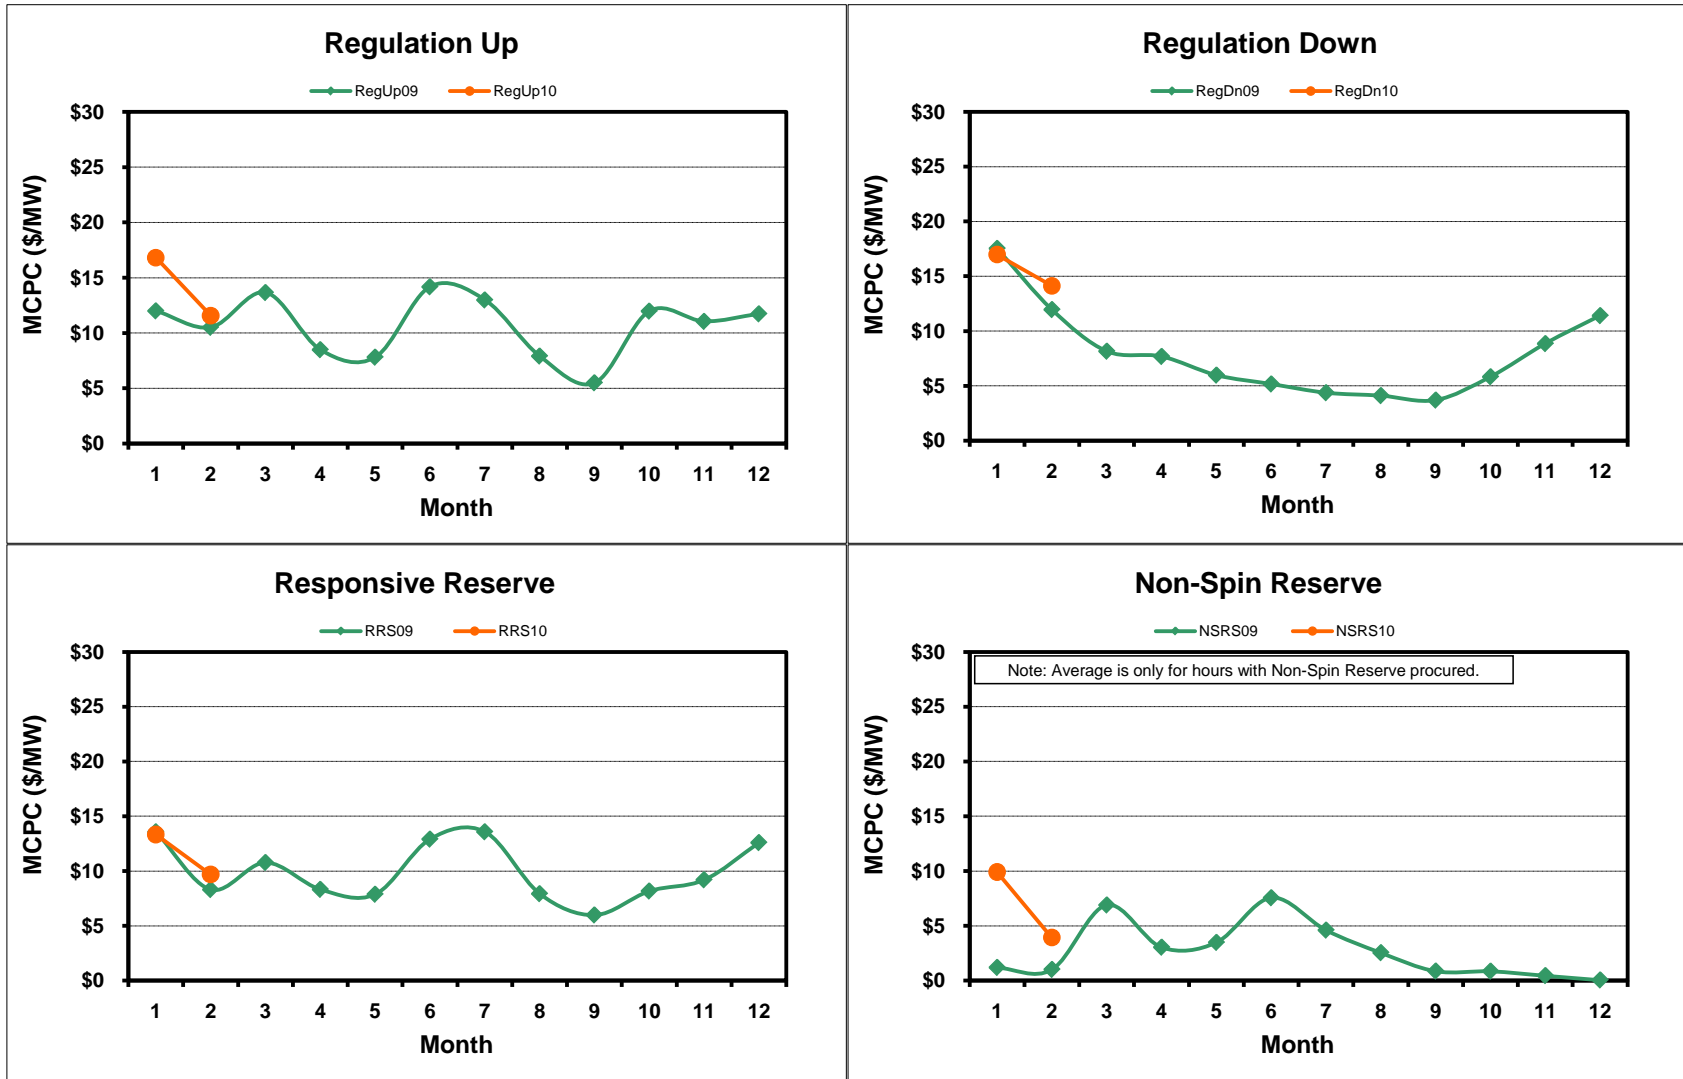 Regulation Up
RegUp09 RegUp10
$30
$25
$20
$15
$10
$5
$0
MCPC ($/MW)
1 2 3 4 5 6 7 8 9 10 11 12
Month
Regulation Down
RegDn09 RegDn10
$30
$25
$20
$15
$10
$5
$0
MCPC ($/MW)
1 2 3 4 5 6 7 8 9 10 11 12
Month
Responsive Reserve
RRS09 RRS10
$30
$25
$20
$15
$10
$5
$0
MCPC ($/MW)
1 2 3 4 5 6 7 8 9 10 11 12
Month
Non-Spin Reserve
NSRS09 NSRS10
Note: Average is only for hours with Non-Spin Reserve procured.
$30
$25
$20
$15
$10
$5
$0
MCPC ($/MW)
1 2 3 4 5 6 7 8 9 10 11 12
Month